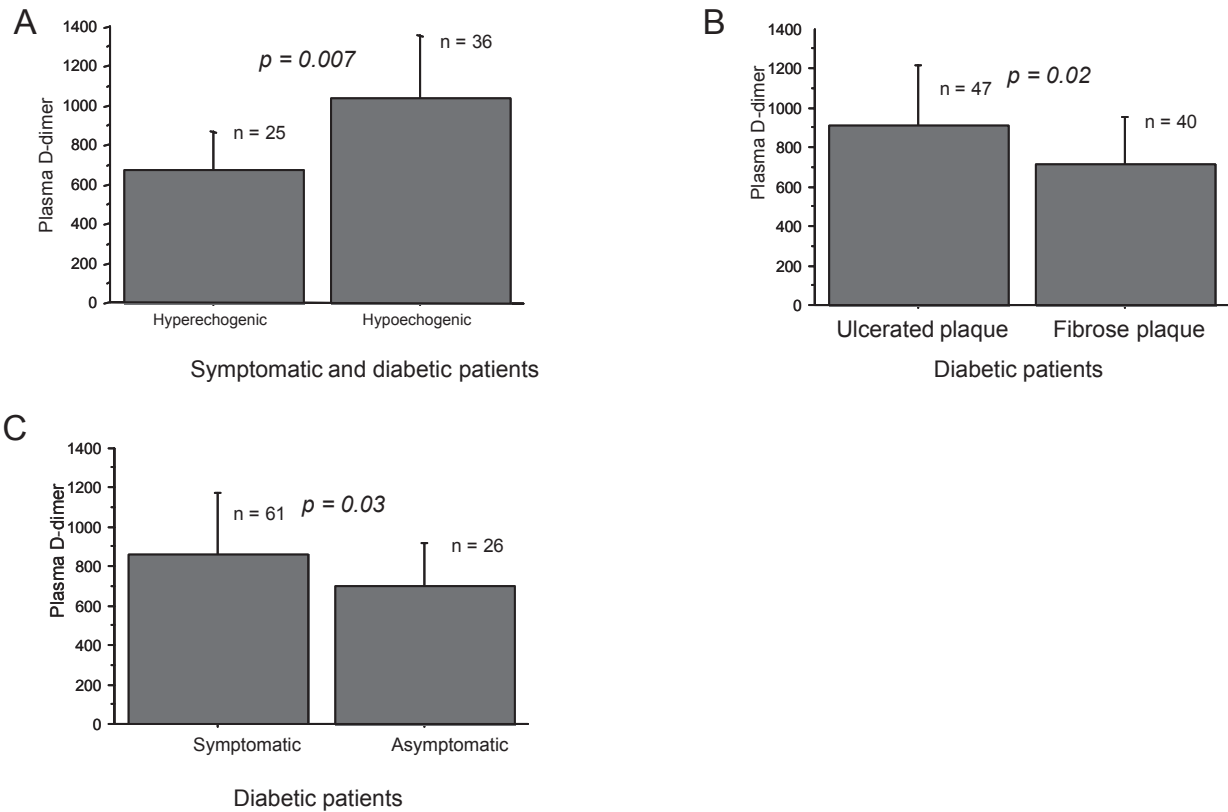 A
Plasma D-dimer
1400
1200
1000
800
600
400
200
0
p = 0.007
n = 25
n = 36
Hyperechogenic
Hypoechogenic
Symptomatic and diabetic patients
B
Plasma D-dimer
1400
1200
1000
800
600
400
200
0
n = 47
p = 0.02
n = 40
Ulcerated plaque
Fibrose plaque
Diabetic patients
C
Plasma D-dimer
1400
1200
1000
800
600
400
200
0
n = 61
p = 0.03
n = 26
Symptomatic
Asymptomatic
Diabetic patients